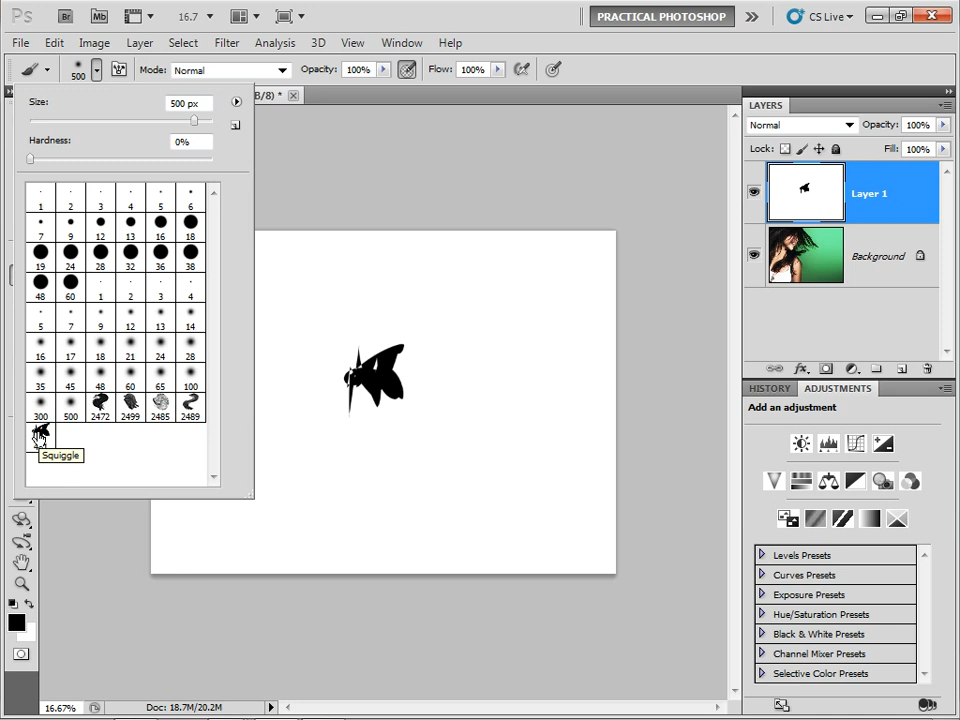 Ps Br Mb 16.7 PRACTICAL PHOTOSHOP CS Live
File Edit Image Layer Select Filter Analysis 3D View Window Help
500 Mode: Normal Opacity: 100% Flow: 100%
B/8) *
Size: 500 px
Hardness: 0%
1 2 3 4 5 6
7 9 12 13 16 18
19 24 28 32 36 38
48 60 1 2 3 4
5 7 9 12 13 14
16 17 18 21 24 28
35 45 48 60 65 100
300 500 2472 2499 2485 2489
Squiggle
LAYERS
Normal Opacity: 100%
Lock: Fill: 100%
Layer 1
Background
HISTORY ADJUSTMENTS
Add an adjustment
Levels Presets
Curves Presets
Exposure Presets
Hue/Saturation Presets
Black & White Presets
Channel Mixer Presets
Selective Color Presets
16.67% Doc: 18.7M/20.2M